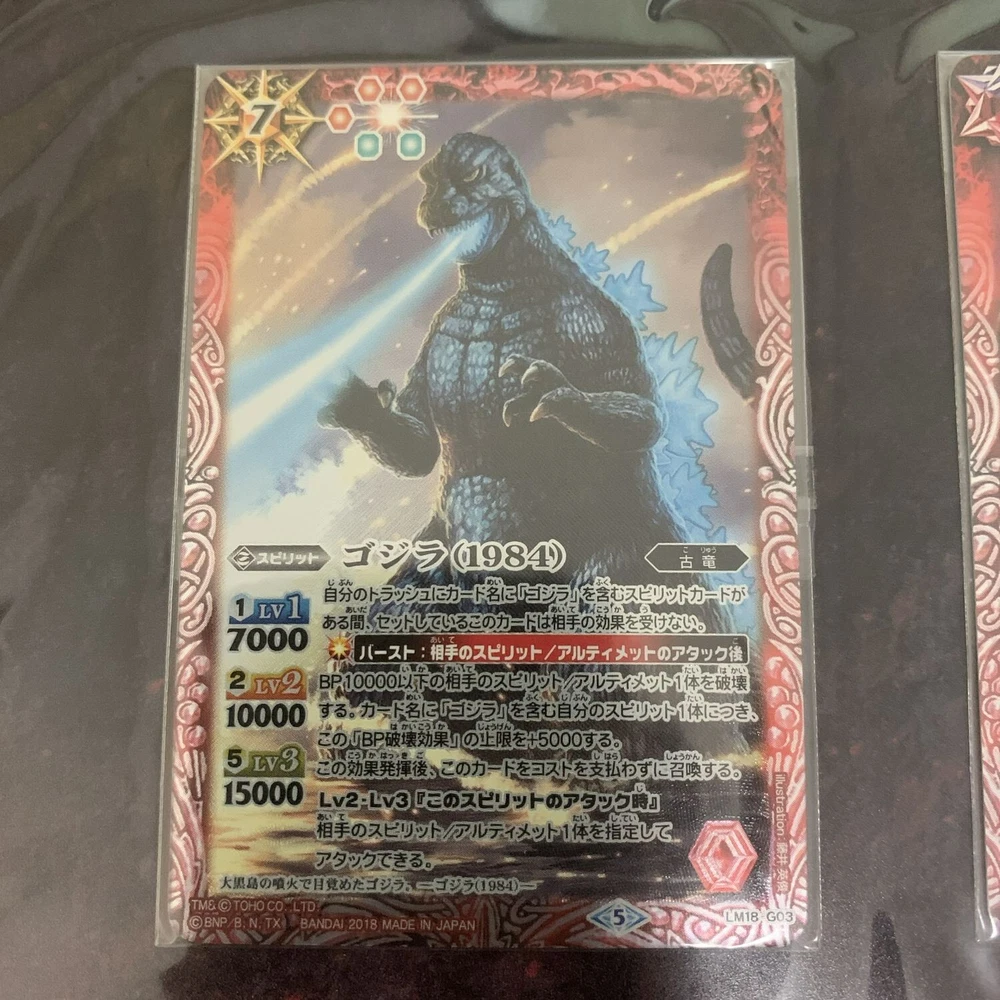 7
スピリット
ゴジラ(1984)
古竜
自分のトラッシュにカード名に「ゴジラ」を含むスピリットカードが
ある間、セットしているこのカードは相手の効果を受けない。
1 LV1
7000
バースト:相手のスピリット/アルティメットのアタック後
2 LV2
10000
BP10000以下の相手のスピリット/アルティメット1体を破壊
する。カード名に「ゴジラ」を含む自分のスピリット1体につき、
この「BP破壊効果」の上限を+5000する。
5 LV3
15000
この効果発揮後、このカードをコストを支払わずに召喚する。
Lv2・Lv3『このスピリットのアタック時』
相手のスピリット/アルティメット1体を指定して
アタックできる。
大黒島の噴火で目覚めたゴジラ。—ゴジラ(1984)—
illustration:藤井英俊
TM& © TOHO CO., LTD.
©BNP/B, N, TX BANDAI 2018 MADE IN JAPAN
5
LM18-G03